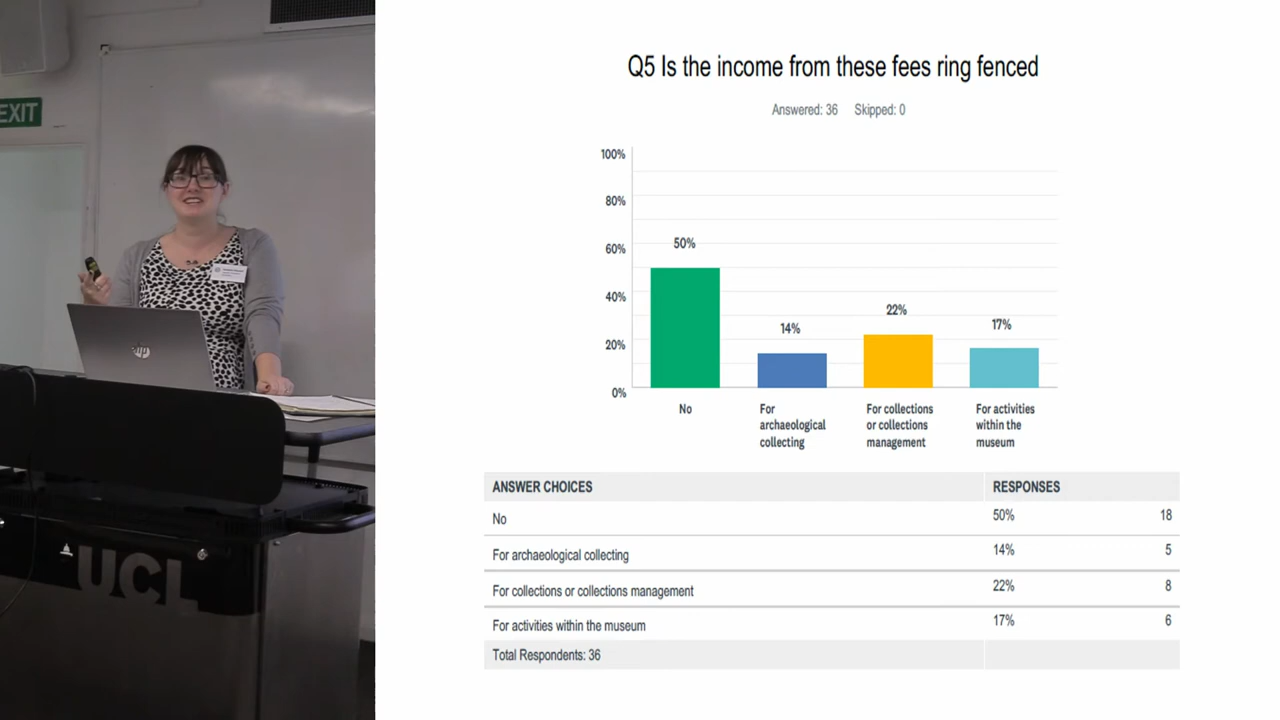 EXIT
hp
UCL
Q5 Is the income from these fees ring fenced
Answered: 36 Skipped: 0
100%
80%
60%
40%
20%
0%
50%
14%
22%
17%
No
For
archaeological
collecting
For collections
or collections
management
For activities
within the
museum
ANSWER CHOICES RESPONSES
No 50% 18
For archaeological collecting 14% 5
For collections or collections management 22% 8
For activities within the museum 17% 6
Total Respondents: 36